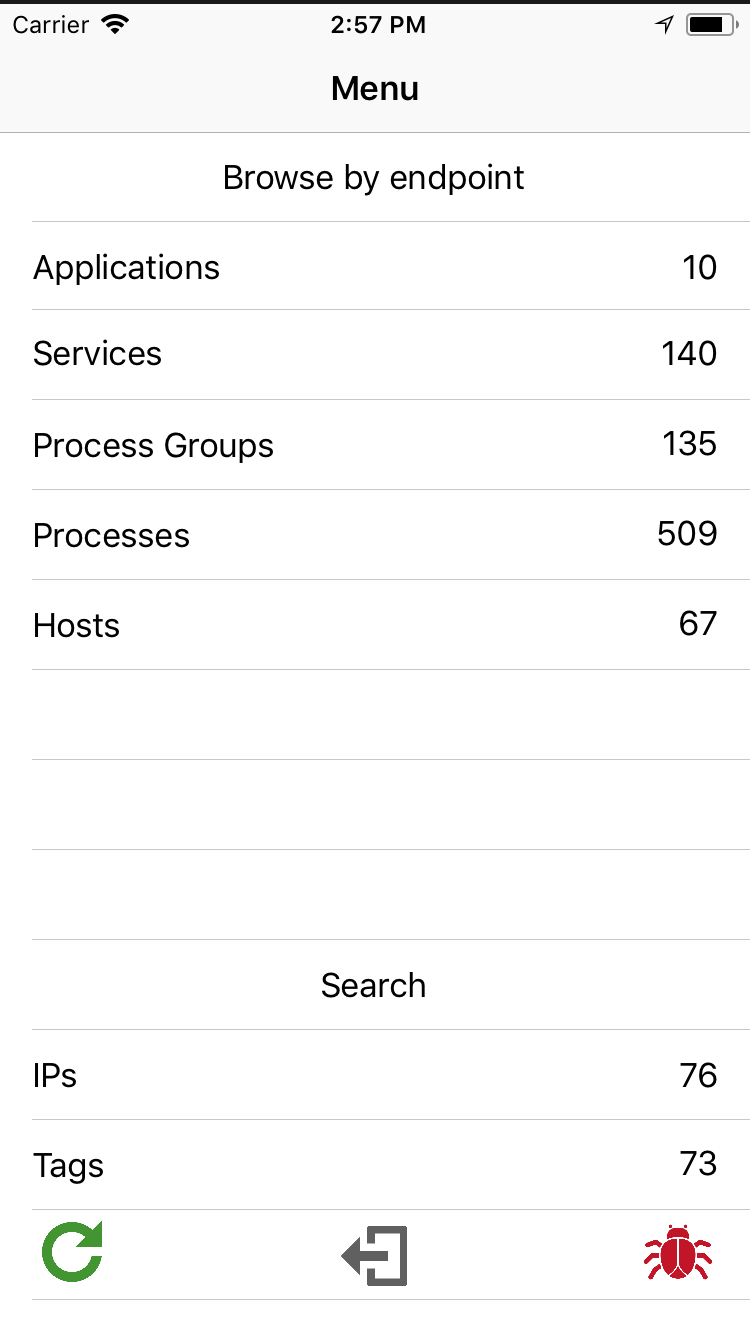 Carrier 2:57 PM
Menu
Browse by endpoint
Applications 10
Services 140
Process Groups 135
Processes 509
Hosts 67
Search
IPs 76
Tags 73